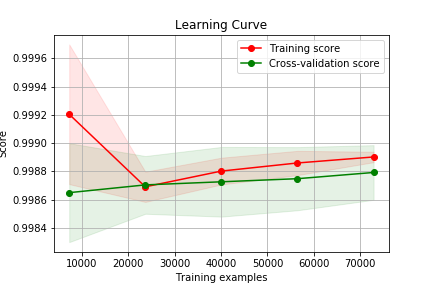 Learning Curve
Training score
Cross-validation score
0.9996
0.9994
0.9992
0.9990
0.9988
0.9986
0.9984
Score
10000 20000 30000 40000 50000 60000 70000
Training examples